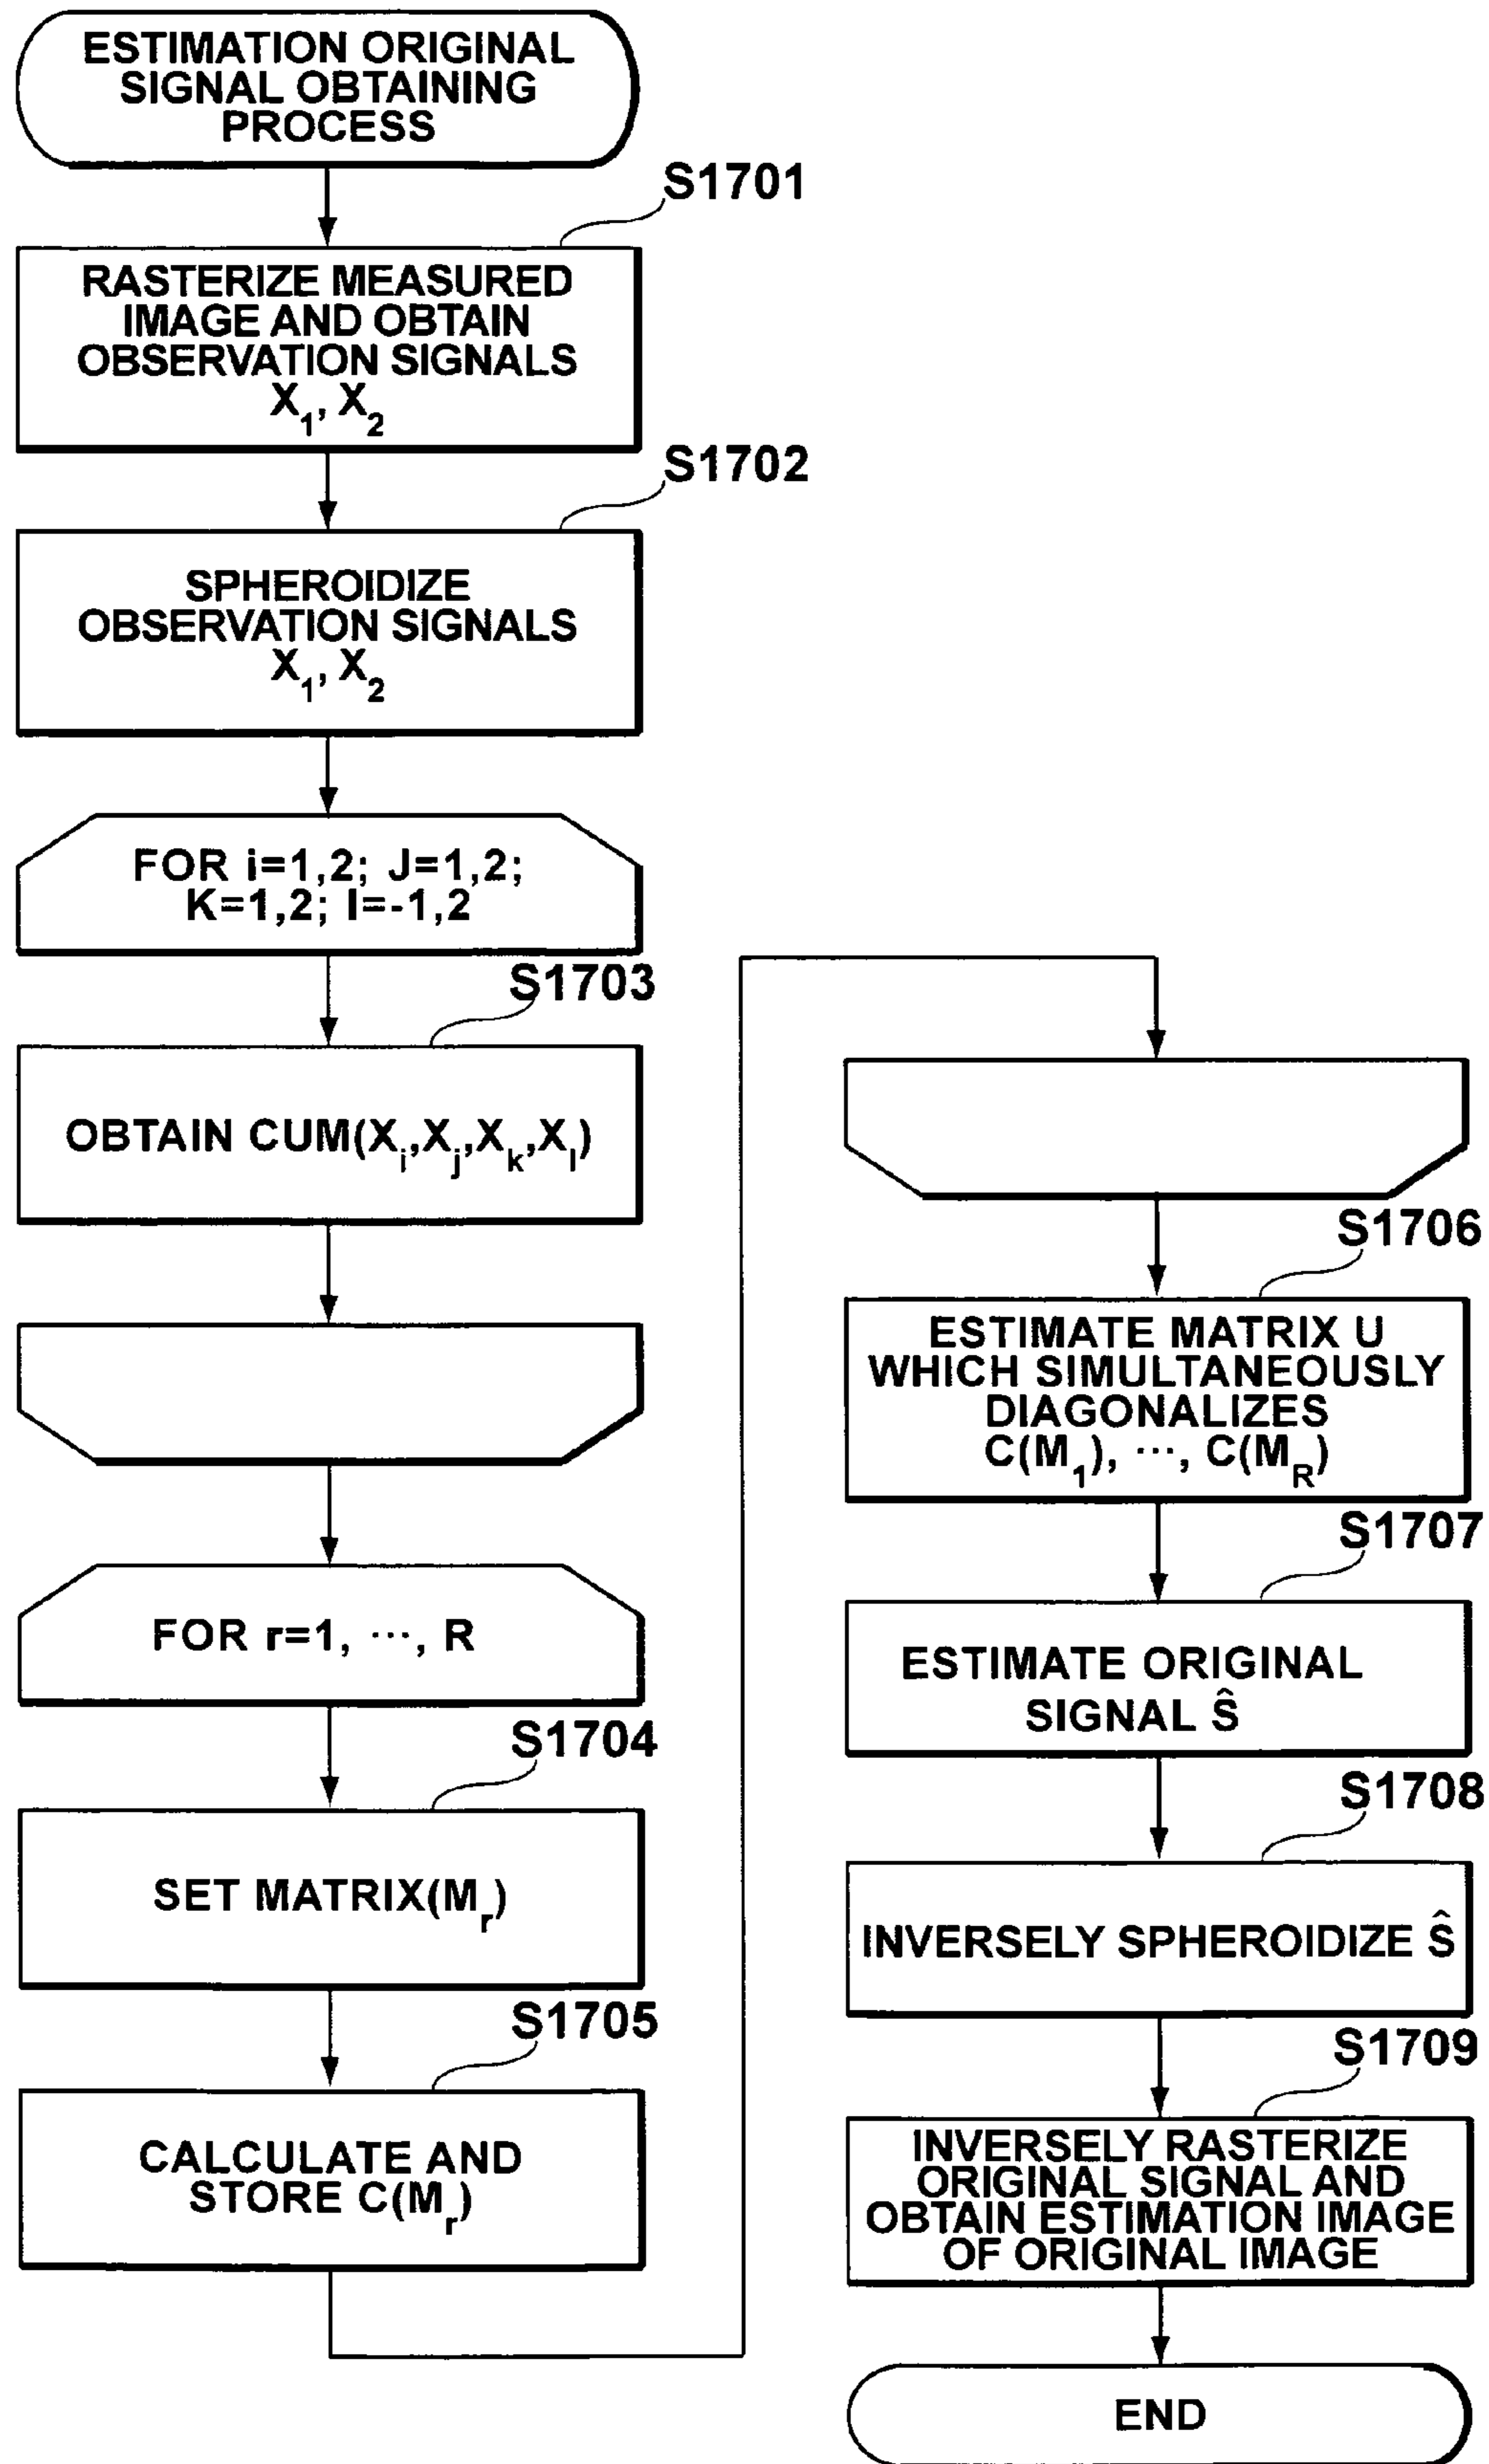 ESTIMATION ORIGINAL
SIGNAL OBTAINING
PROCESS
S1701
RASTERIZE MEASURED
IMAGE AND OBTAIN
OBSERVATION SIGNALS
X₁, X₂
S1702
SPHEROIDIZE
OBSERVATION SIGNALS
X₁, X₂
FOR i=1,2; J=1,2;
K=1,2; l=-1,2
S1703
OBTAIN CUM(Xᵢ,Xⱼ,Xₖ,Xₗ)
FOR r=1, ···, R
S1704
SET MATRIX(Mᵣ)
S1705
CALCULATE AND
STORE C(Mᵣ)
S1706
ESTIMATE MATRIX U
WHICH SIMULTANEOUSLY
DIAGONALIZES
C(M₁), ···, C(M_R)
S1707
ESTIMATE ORIGINAL
SIGNAL Ŝ
S1708
INVERSELY SPHEROIDIZE Ŝ
S1709
INVERSELY RASTERIZE
ORIGINAL SIGNAL AND
OBTAIN ESTIMATION IMAGE
OF ORIGINAL IMAGE
END